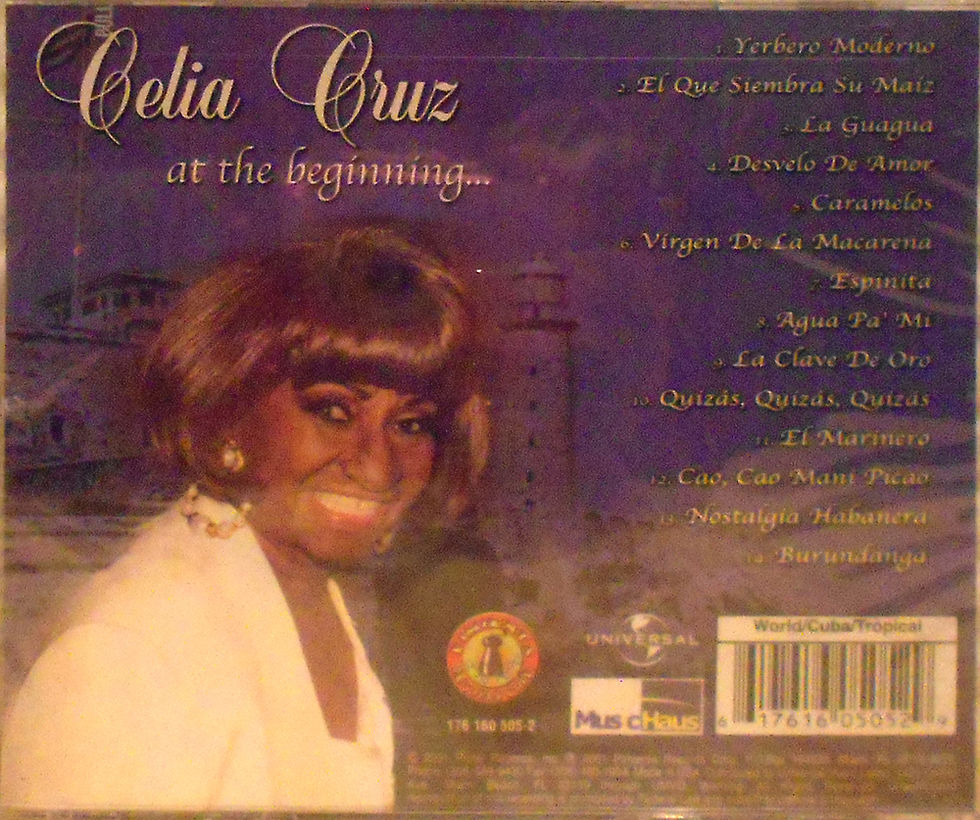 Celia Cruz
at the beginning...
1. Yerbero Moderno
2. El Que Siembra Su Maiz
3. La Guagua
4. Desvelo De Amor
5. Caramelos
6. Virgen De La Macarena
7. Espinita
8. Agua Pa' Mi
9. La Clave De Oro
10. Quizás, Quizás, Quizás
11. El Marinero
12. Cao, Cao Mani Picao
13. Nostalgia Habanera
14. Burundanga
UNIVERSAL
MusicHaus
176 160 505-2
World/Cuba/Tropical
6 17616 05052 9